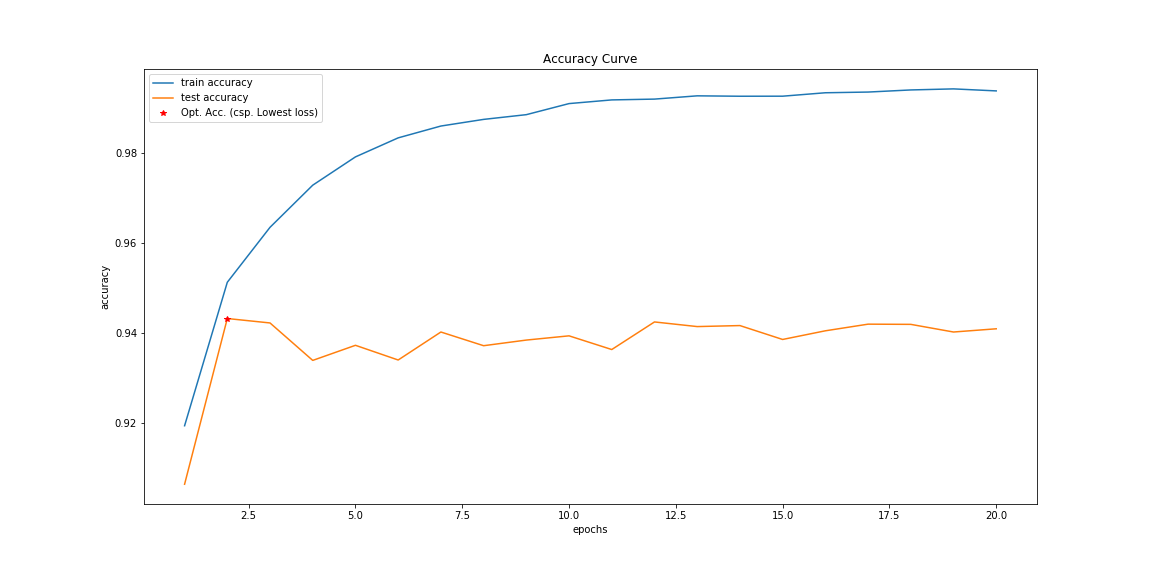 Accuracy Curve
train accuracy
test accuracy
Opt. Acc. (csp. Lowest loss)
accuracy
0.98
0.96
0.94
0.92
2.5 5.0 7.5 10.0 12.5 15.0 17.5 20.0
epochs